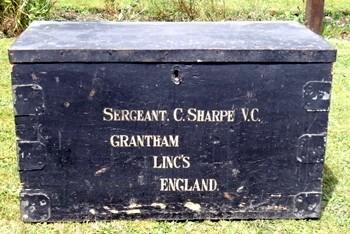 SERGEANT. C. SHARPE V.C.
GRANTHAM
LINC'S
ENGLAND.